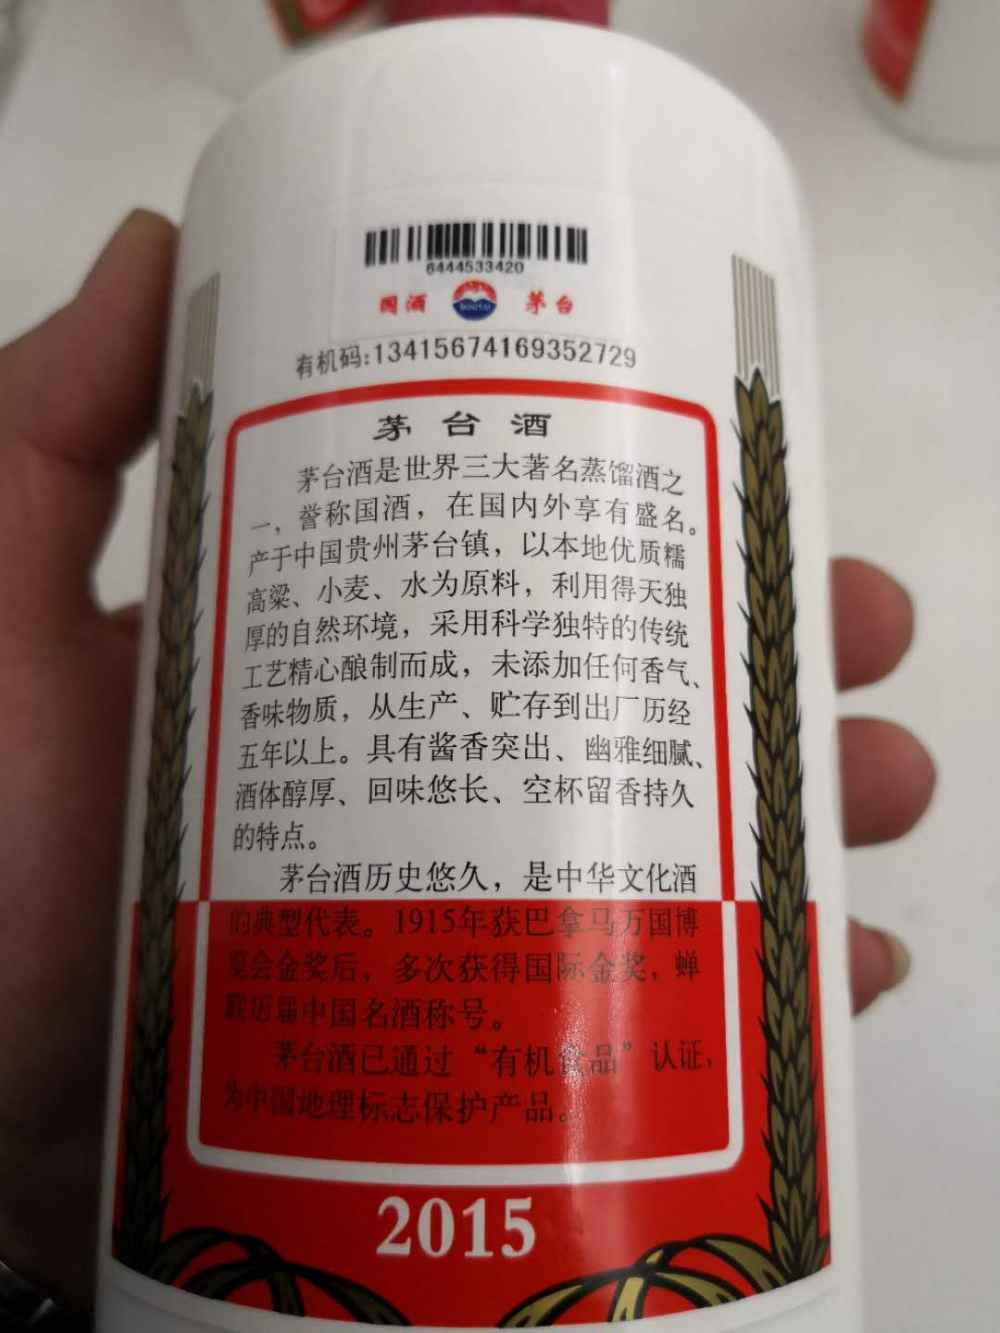 6444533420
国酒 MOUTAI 茅台
有机码:13415674169352729
茅台酒
茅台酒是世界三大著名蒸馏酒之
一，誉称国酒，在国内外享有盛名。
产于中国贵州茅台镇，以本地优质糯
高粱、小麦、水为原料，利用得天独
厚的自然环境，采用科学独特的传统
工艺精心酿制而成，未添加任何香气、
香味物质，从生产、贮存到出厂历经
五年以上。具有酱香突出、幽雅细腻、
酒体醇厚、回味悠长、空杯留香持久
的特点。
茅台酒历史悠久，是中华文化酒
的典型代表。1915年获巴拿马万国博
览会金奖后，多次获得国际金奖，蝉
联历届中国名酒称号。
茅台酒已通过“有机食品”认证，
为中国地理标志保护产品。
2015